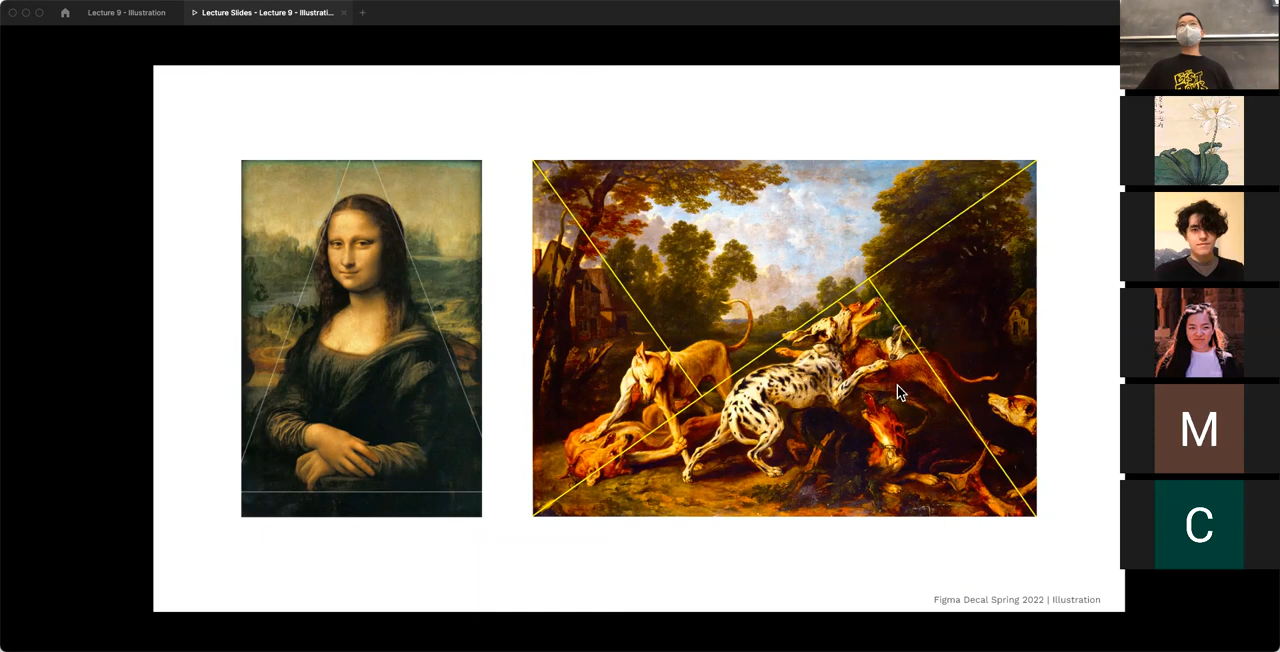 Lecture 9 - Illustration
Lecture Slides - Lecture 9 - Illustrati...
Figma Decal Spring 2022 | Illustration
M
C